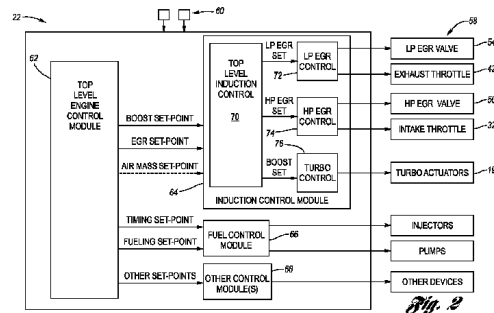 22
60
58
62
TOP
LEVEL
ENGINE
CONTROL
MODULE
BOOST SET-POINT
EGR SET-POINT
AIR MASS SET-POINT
64
TOP
LEVEL
INDUCTION
CONTROL
70
LP EGR
SET
LP EGR
CONTROL
72
HP EGR
SET
HP EGR
CONTROL
74
BOOST
SET
76
TURBO
CONTROL
INDUCTION CONTROL MODULE
TIMING SET-POINT
FUELING SET-POINT
FUEL CONTROL
MODULE
66
OTHER SET-POINTS
OTHER CONTROL
MODULE(S)
68
LP EGR VALVE
54
EXHAUST THROTTLE
42
HP EGR VALVE
INTAKE THROTTLE
32
TURBO ACTUATORS
19
INJECTORS
PUMPS
OTHER DEVICES
Fig. 2